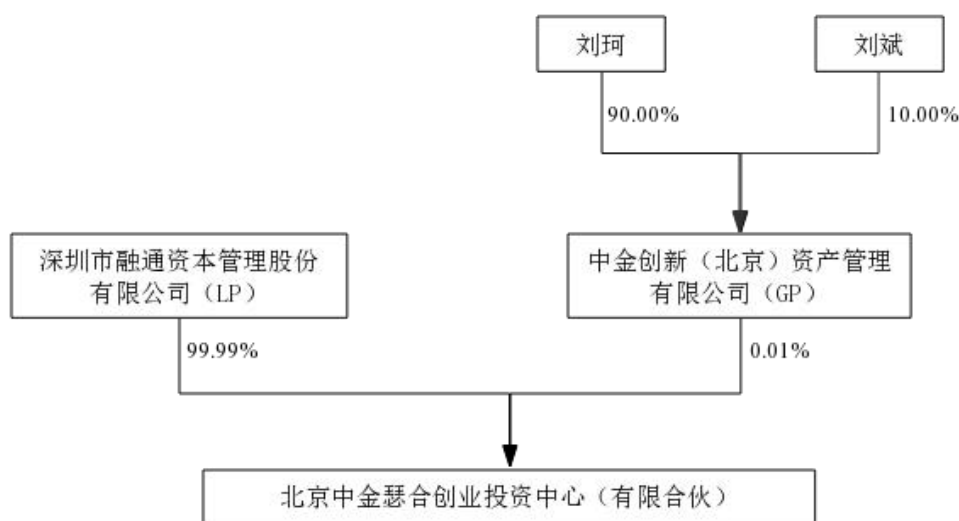 刘珂
刘斌
90.00%
10.00%
深圳市融通资本管理股份
有限公司（LP）
中金创新（北京）资产管理
有限公司（GP）
99.99%
0.01%
北京中金瑟合创业投资中心（有限合伙）